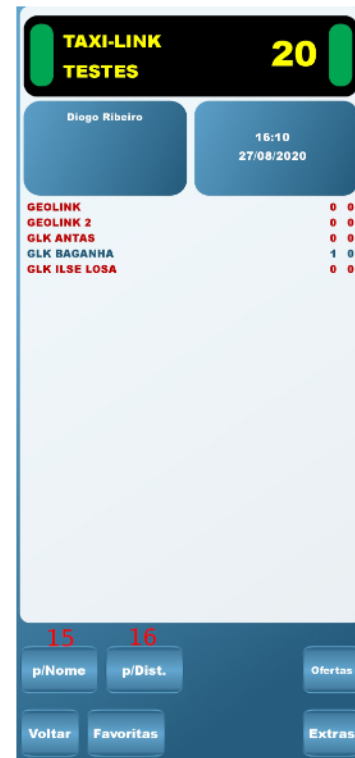 TAXI-LINK
TESTES
20
Diogo Ribeiro
16:10
27/08/2020
GEOLINK 0 0
GEOLINK 2 0 0
GLK ANTAS 0 0
GLK BAGANHA 1 0
GLK ILSE LOSA 0 0
15 16
p/Nome p/Dist. Ofertas
Voltar Favoritas Extras